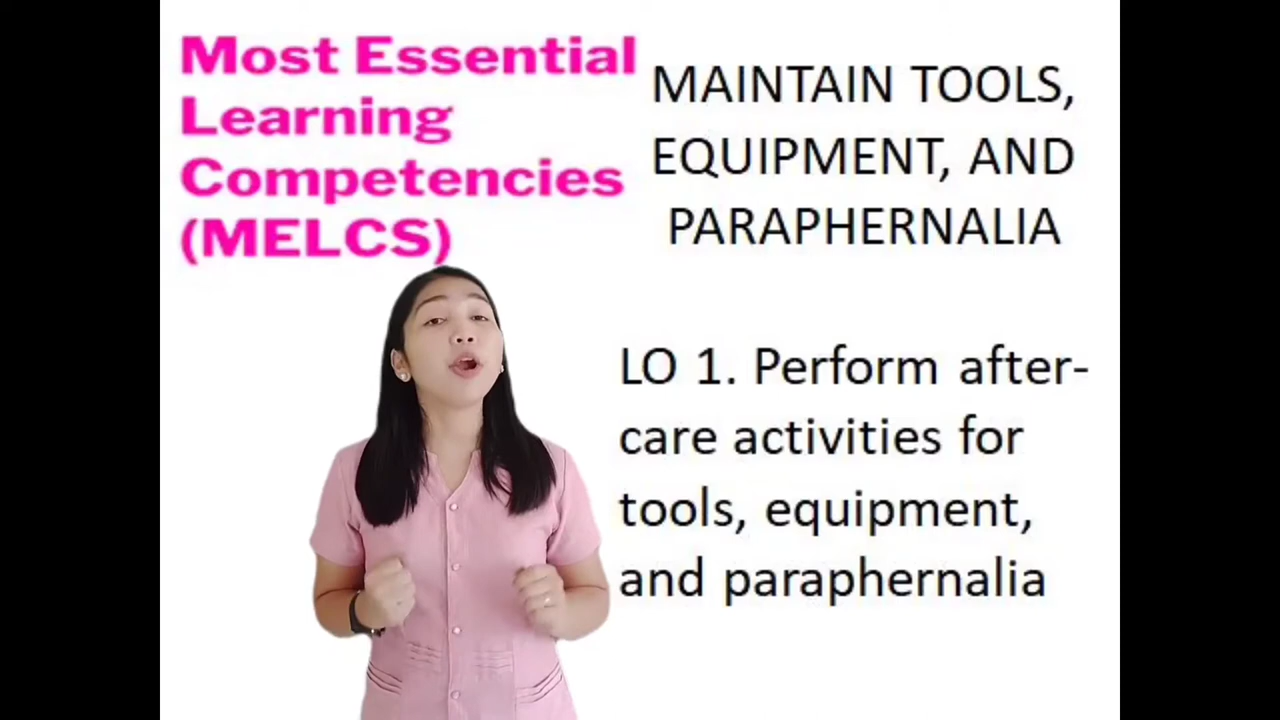 Most Essential
Learning
Competencies
(MELCS)
MAINTAIN TOOLS,
EQUIPMENT, AND
PARAPHERNALIA
LO 1. Perform after-
care activities for
tools, equipment,
and paraphernalia